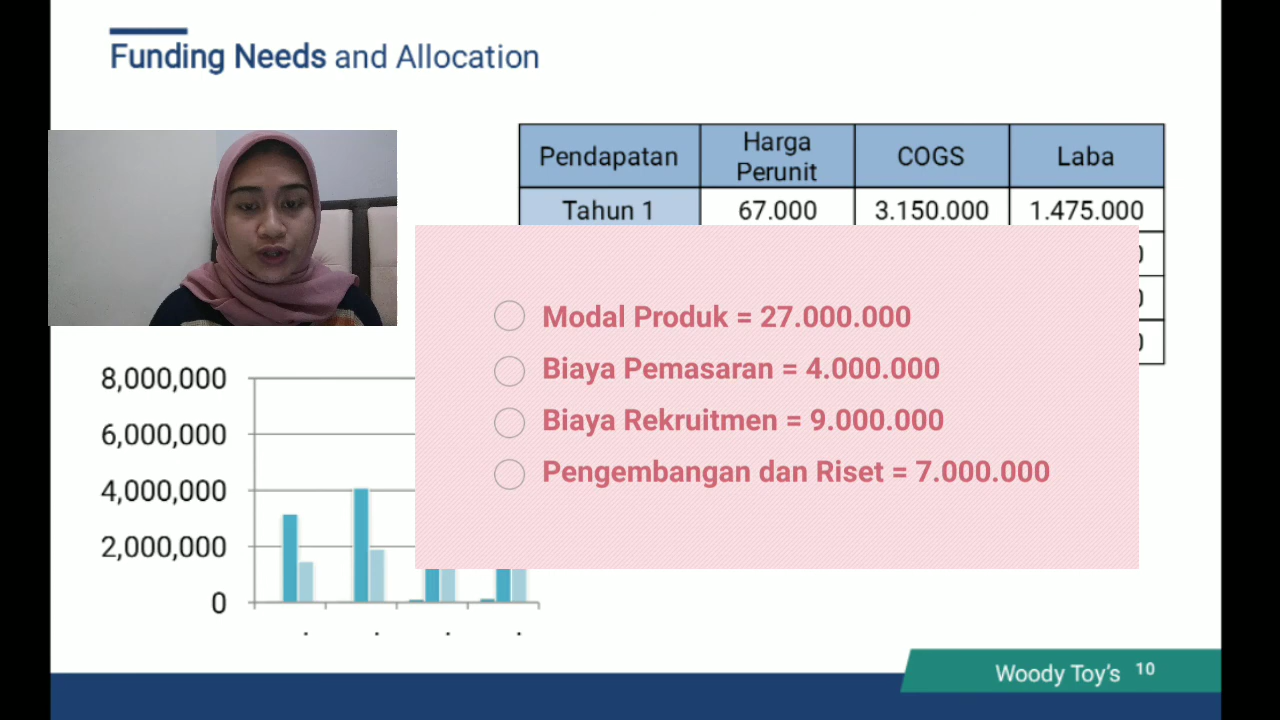 Funding Needs and Allocation
Pendapatan Harga Perunit COGS Laba
Tahun 1 67.000 3.150.000 1.475.000
Modal Produk = 27.000.000
Biaya Pemasaran = 4.000.000
Biaya Rekruitmen = 9.000.000
Pengembangan dan Riset = 7.000.000
8,000,000
6,000,000
4,000,000
2,000,000
0
Woody Toy's 10